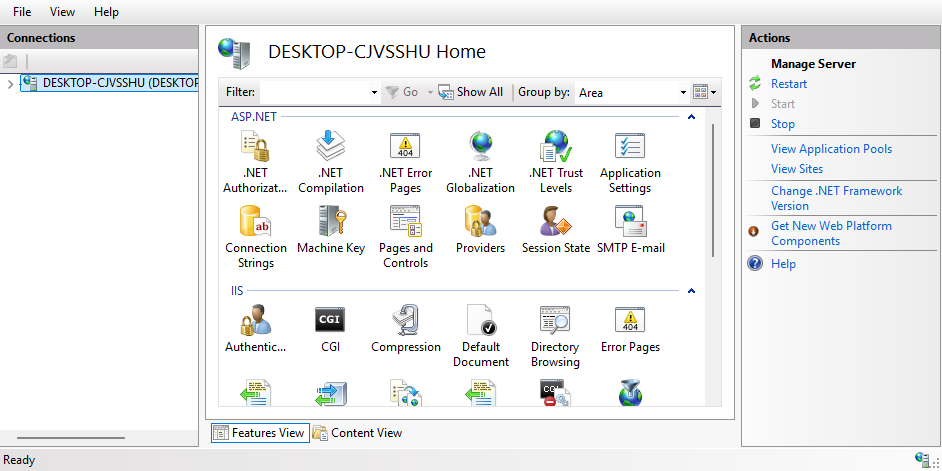 File View Help
Connections
DESKTOP-CJVSSHU (DESKTOP
DESKTOP-CJVSSHU Home
Filter: Go Show All Group by: Area
ASP.NET
.NET Authorizat...
.NET Compilation
.NET Error Pages
.NET Globalization
.NET Trust Levels
Application Settings
Connection Strings
Machine Key
Pages and Controls
Providers
Session State
SMTP E-mail
IIS
Authentic...
CGI
Compression
Default Document
Directory Browsing
Error Pages
Features View Content View
Actions
Manage Server
Restart
Start
Stop
View Application Pools
View Sites
Change .NET Framework
Version
Get New Web Platform
Components
Help
Ready
404
ab
CGI
404
CGI